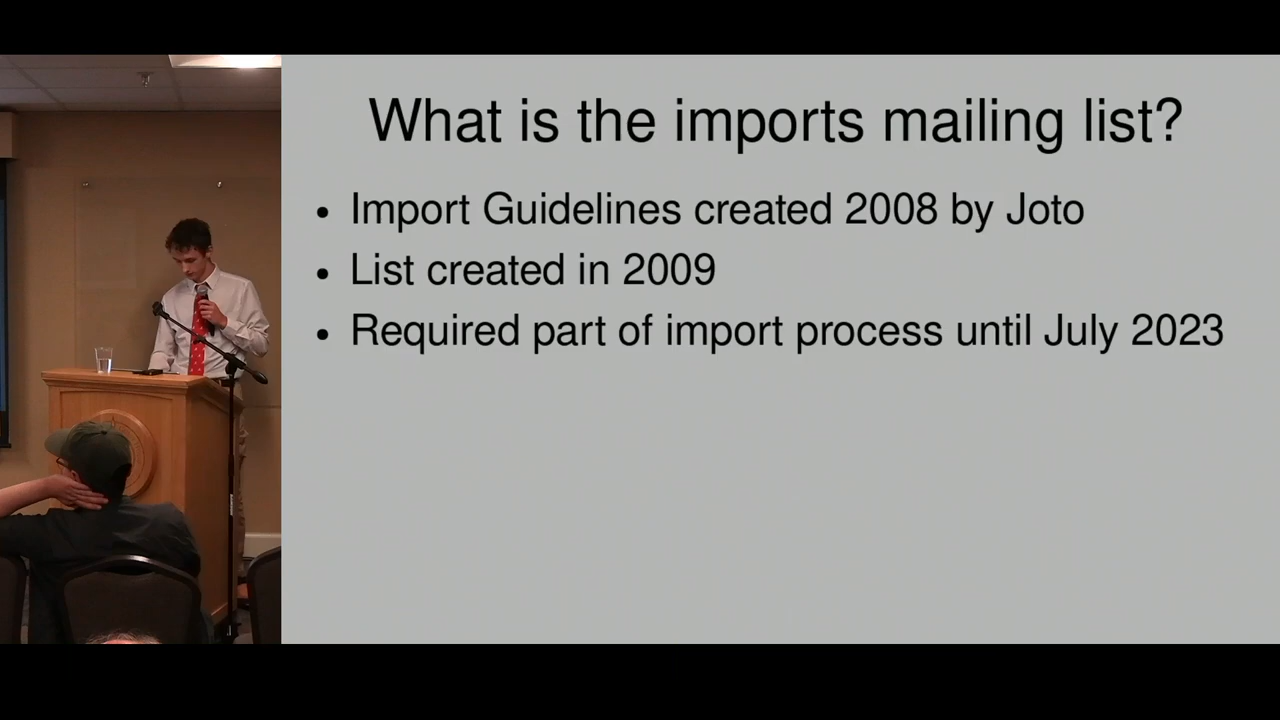 What is the imports mailing list?
• Import Guidelines created 2008 by Joto
• List created in 2009
• Required part of import process until July 2023